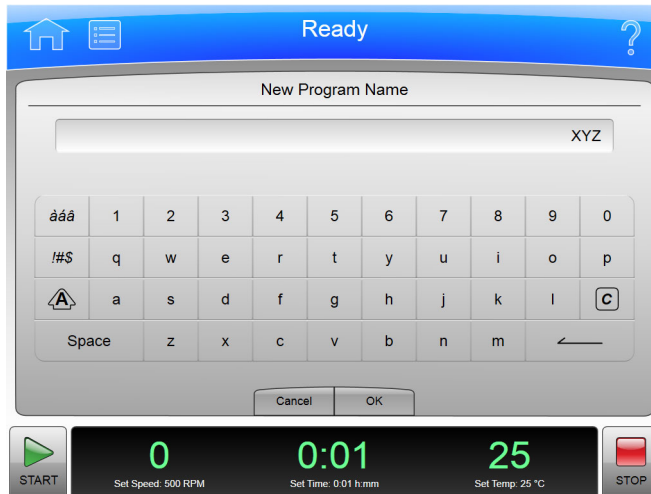 Ready
?
New Program Name
XYZ
àáâ 1 2 3 4 5 6 7 8 9 0
!#$ q w e r t y u i o p
A a s d f g h j k l C
Space z x c v b n m
Cancel OK
0 0:01 25
START Set Speed: 500 RPM Set Time: 0:01 h:mm Set Temp: 25 °C STOP